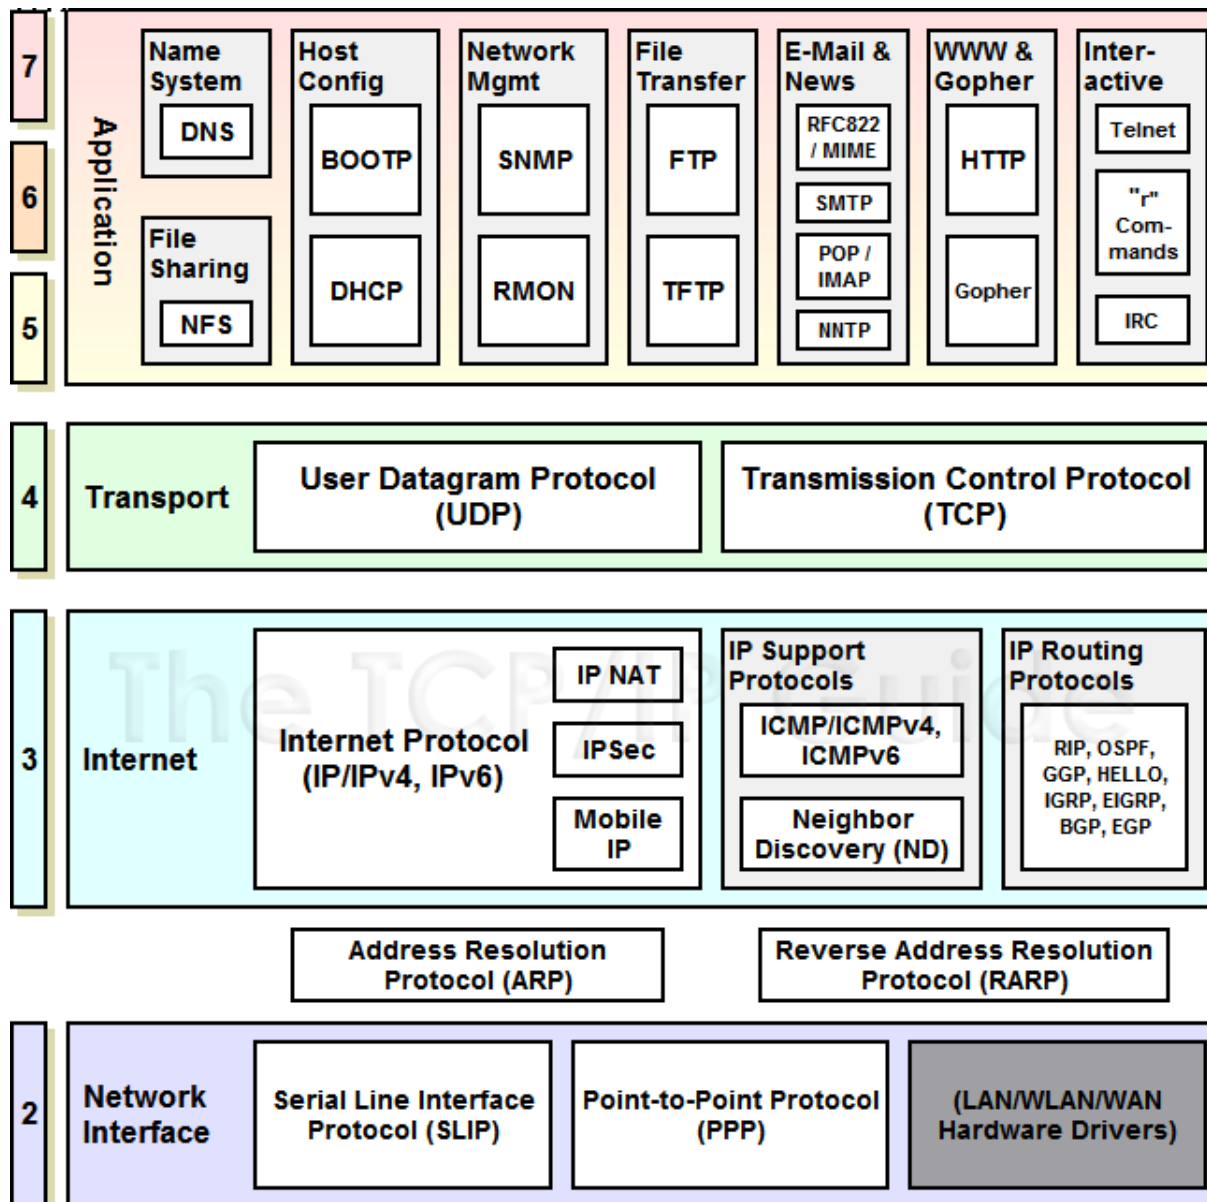 7
6
5
Application
Name
System
DNS
File
Sharing
NFS
Host
Config
BOOTP
DHCP
Network
Mgmt
SNMP
RMON
File
Transfer
FTP
TFTP
E-Mail &
News
RFC822
/ MIME
SMTP
POP /
IMAP
NNTP
WWW &
Gopher
HTTP
Gopher
Inter-
active
Telnet
"r"
Com-
mands
IRC
4
Transport
User Datagram Protocol
(UDP)
Transmission Control Protocol
(TCP)
3
Internet
Internet Protocol
(IP/IPv4, IPv6)
IP NAT
IPSec
Mobile
IP
IP Support
Protocols
ICMP/ICMPv4,
ICMPv6
Neighbor
Discovery (ND)
IP Routing
Protocols
RIP, OSPF,
GGP, HELLO,
IGRP, EIGRP,
BGP, EGP
The TCP/IP Guide
Address Resolution
Protocol (ARP)
Reverse Address Resolution
Protocol (RARP)
2
Network
Interface
Serial Line Interface
Protocol (SLIP)
Point-to-Point Protocol
(PPP)
(LAN/WLAN/WAN
Hardware Drivers)